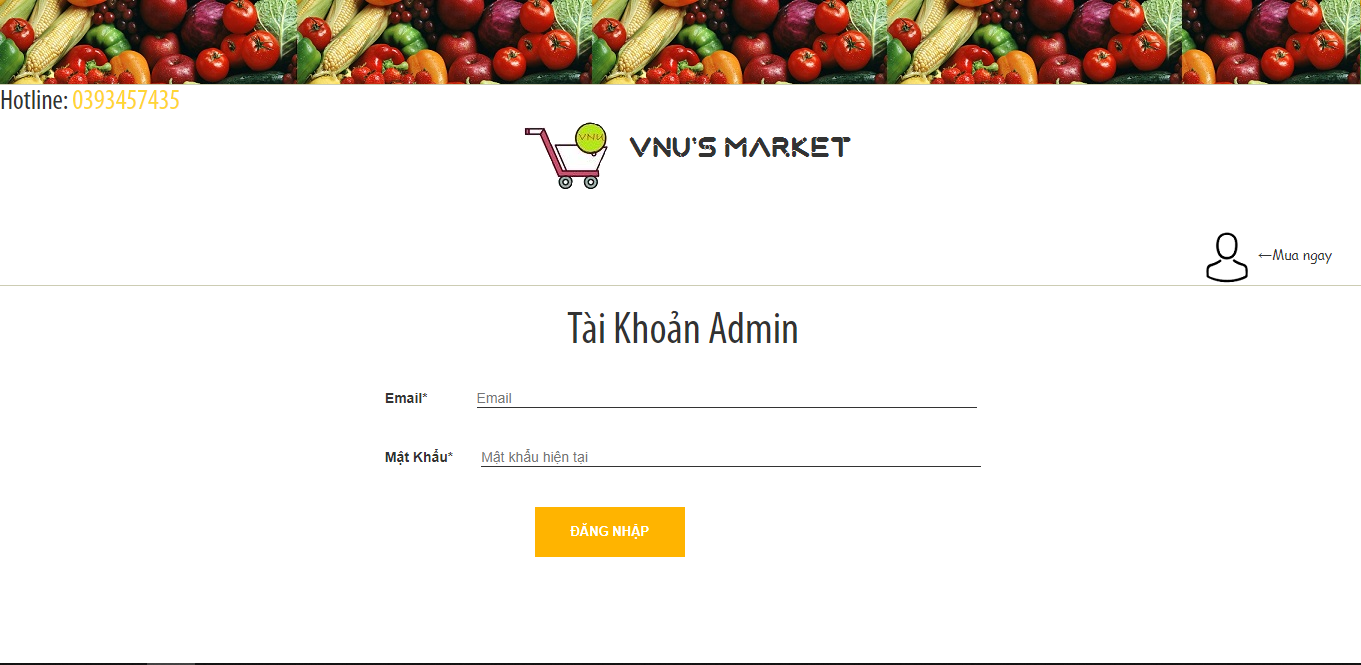 Hotline: 0393457435
VNU
VNU'S MARKET
←Mua ngay
Tài Khoản Admin
Email* Email
Mật Khẩu* Mật khẩu hiện tại
ĐĂNG NHẬP